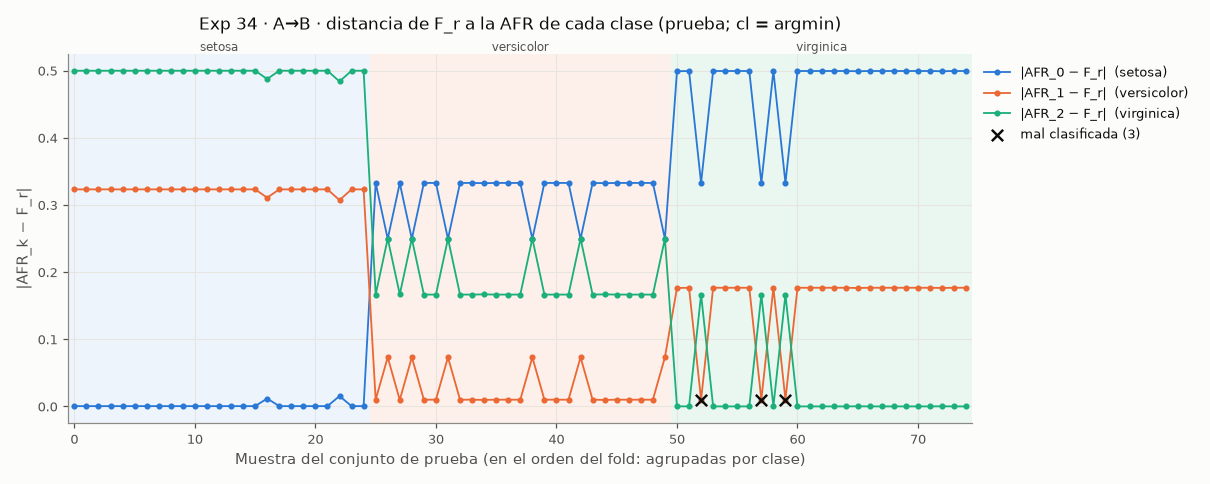 Exp 34 · A→B · distancia de F_r a la AFR de cada clase (prueba; cl = argmin)
setosa versicolor virginica
|AFR_0 − F_r| (setosa)
|AFR_1 − F_r| (versicolor)
|AFR_2 − F_r| (virginica)
mal clasificada (3)
|AFR_k − F_r|
0.5
0.4
0.3
0.2
0.1
0.0
0 10 20 30 40 50 60 70
Muestra del conjunto de prueba (en el orden del fold: agrupadas por clase)